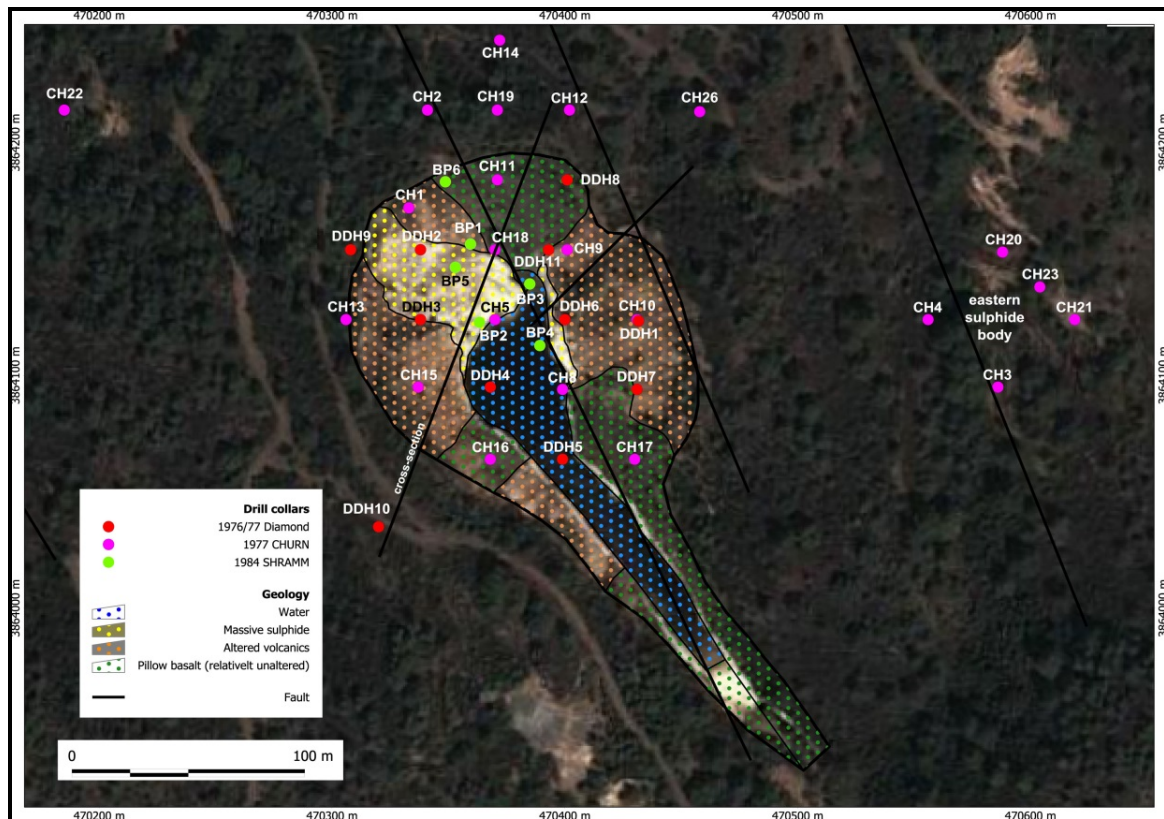 470200 m
470300 m
470400 m
470500 m
470600 m
CH14
CH22
CH2
CH19
CH12
CH26
3864200 m
3864200 m
BP6
CH11
DDH8
CH1
BP1
CH18
CH9
DDH9
DDH2
DDH11
CH20
BP5
BP3
CH23
CH13
DDH3
CH5
DDH6
CH10
CH4
eastern
sulphide
body
CH21
BP2
BP4
DDH1
3864100 m
3864100 m
CH15
DDH4
CH8
DDH7
CH3
CH16
DDH5
CH17
cross-section
DDH10
Drill collars
1976/77 Diamond
1977 CHURN
1984 SHRAMM
Geology
Water
Massive sulphide
Altered volcanics
Pillow basalt (relativelt unaltered)
Fault
3864000 m
3864000 m
0
100 m
470200 m
470300 m
470400 m
470500 m
470600 m